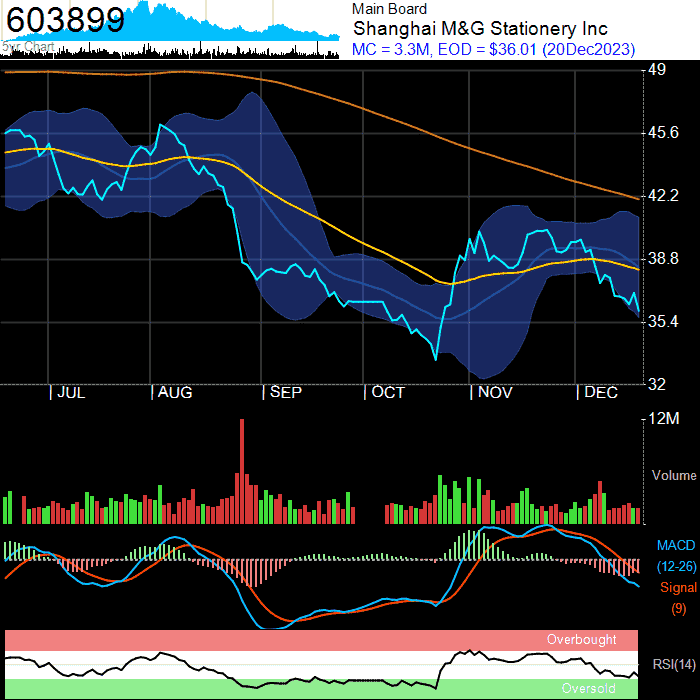 603899
5yr Chart
Main Board
Shanghai M&G Stationery Inc
MC = 3.3M, EOD = $36.01 (20Dec2023)
49
45.6
42.2
38.8
35.4
32
JUL
AUG
SEP
OCT
NOV
DEC
12M
Volume
MACD
(12-26)
Signal
(9)
Overbought
RSI(14)
Oversold